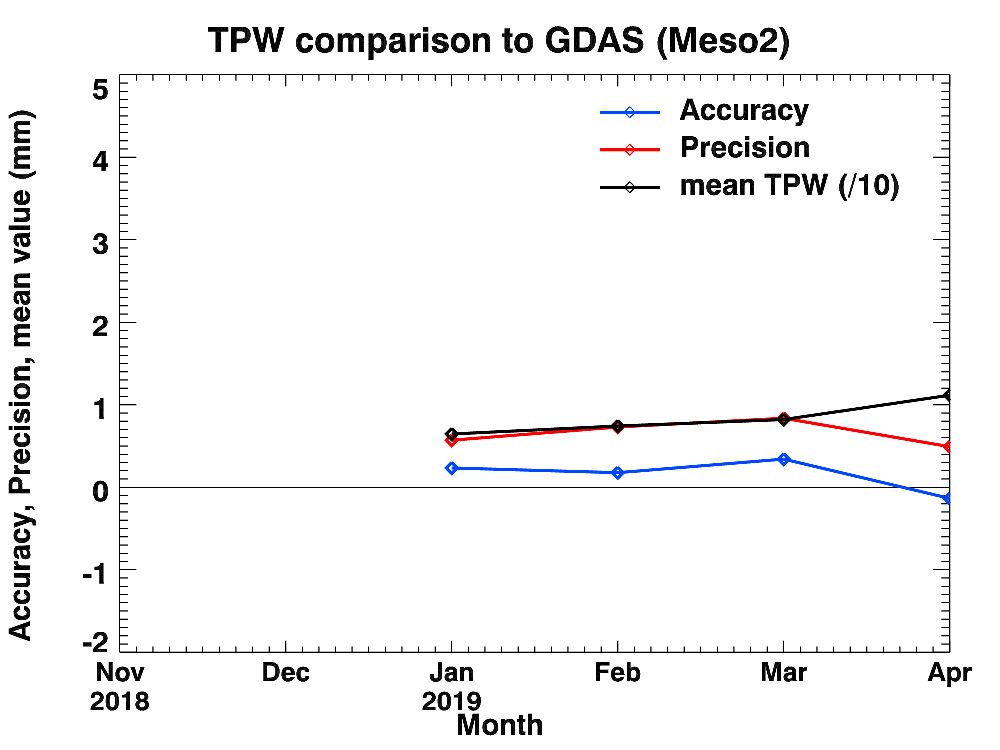 TPW comparison to GDAS (Meso2)
Accuracy
Precision
mean TPW (/10)
Accuracy, Precision, mean value (mm)
5
4
3
2
1
0
-1
-2
Nov Dec Jan Feb Mar Apr
2018 2019
Month